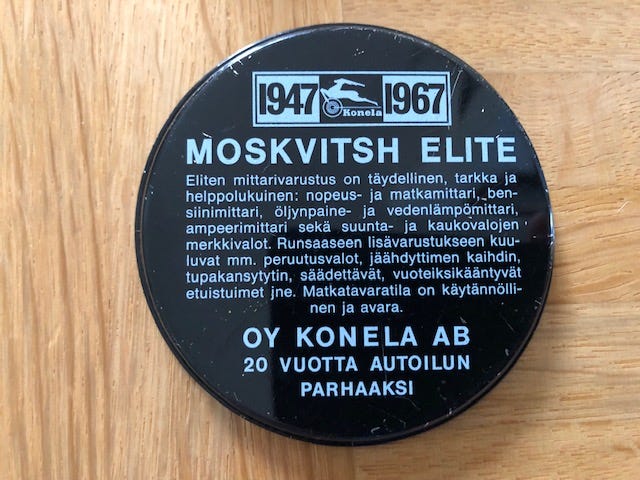 1947 Konela 1967
MOSKVITSH ELITE
Eliten mittarivarustus on täydellinen, tarkka ja
helppolukuinen: nopeus- ja matkamittari, ben-
siinimittari, öljynpaine- ja vedenlämpömittari,
ampeerimittari sekä suunta- ja kaukovalojen
merkkivalot. Runsaaseen lisävarustukseen kuu-
luvat mm. peruutusvalot, jäähdyttimen kaihdin,
tupakansytytin, säädettävät, vuoteiksikääntyvät
etuistuimet jne. Matkatavaratila on käytännölli-
nen ja avara.
OY KONELA AB
20 VUOTTA AUTOILUN
PARHAAKSI